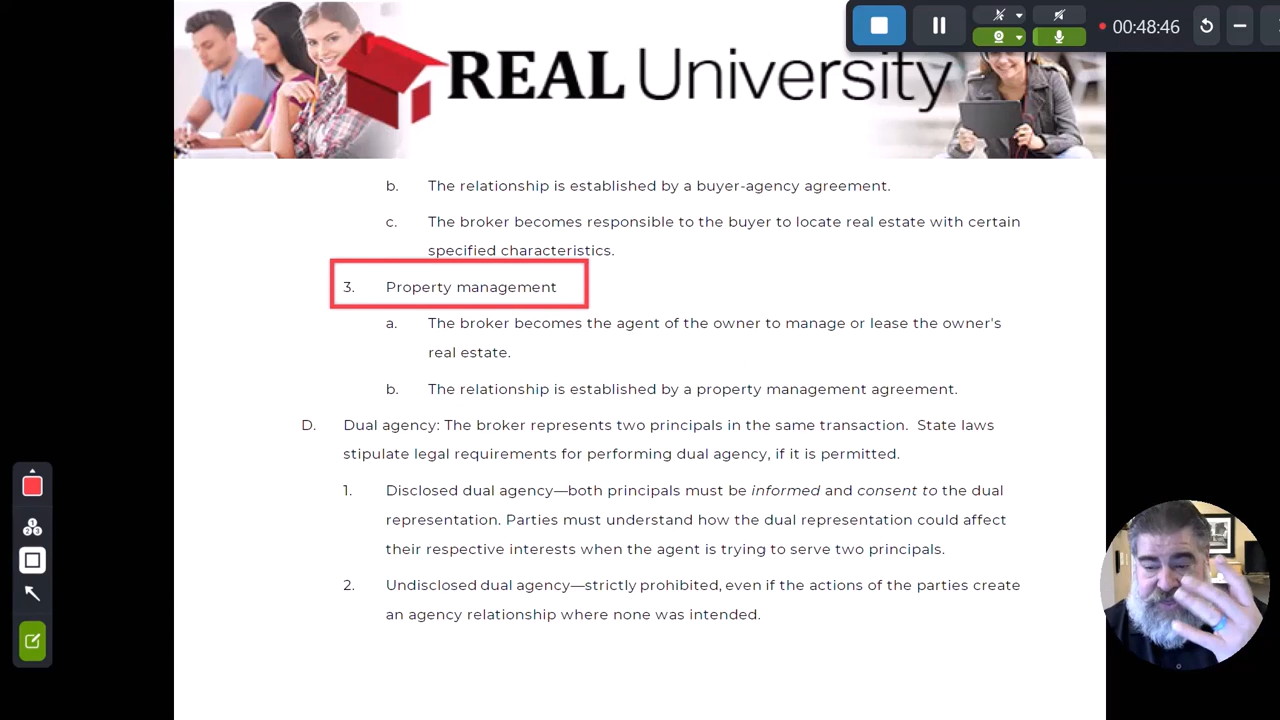 00:48:46
REAL University
b. The relationship is established by a buyer-agency agreement.
c. The broker becomes responsible to the buyer to locate real estate with certain
specified characteristics.
3. Property management
a. The broker becomes the agent of the owner to manage or lease the owner's
real estate.
b. The relationship is established by a property management agreement.
D. Dual agency: The broker represents two principals in the same transaction. State laws
stipulate legal requirements for performing dual agency, if it is permitted.
1. Disclosed dual agency—both principals must be informed and consent to the dual
representation. Parties must understand how the dual representation could affect
their respective interests when the agent is trying to serve two principals.
2. Undisclosed dual agency—strictly prohibited, even if the actions of the parties create
an agency relationship where none was intended.